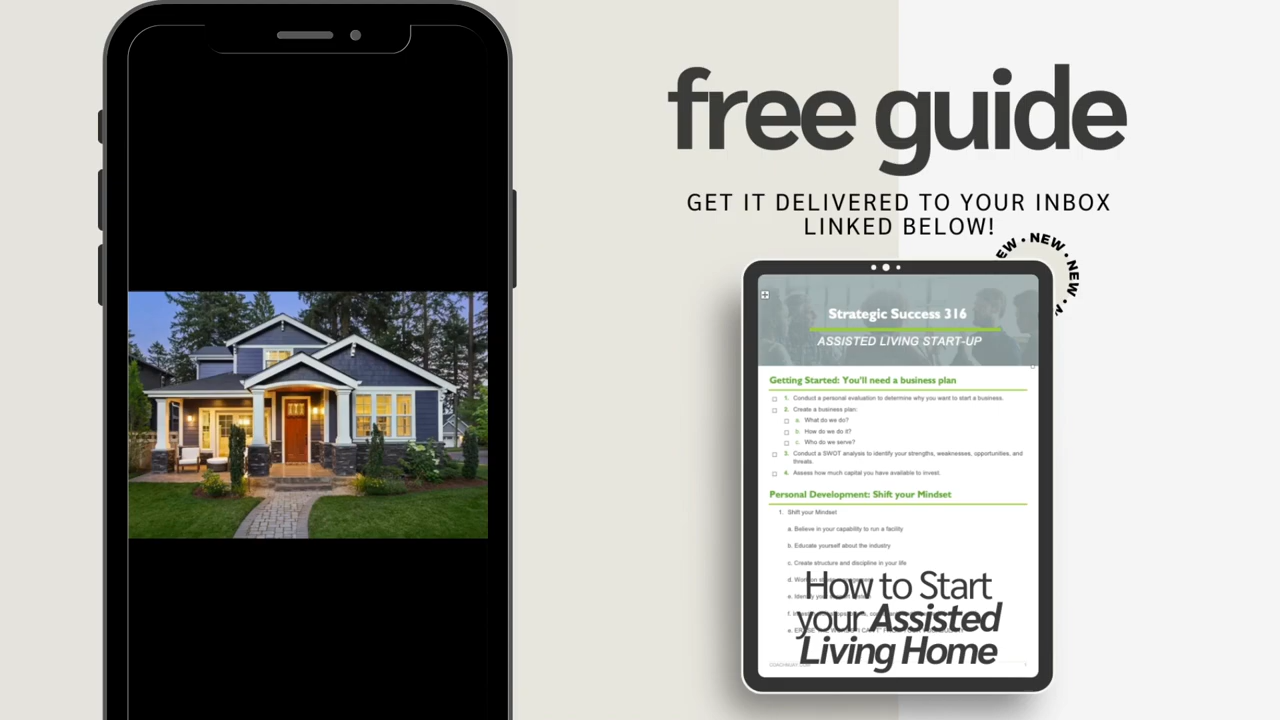 free guide
GET IT DELIVERED TO YOUR INBOX
LINKED BELOW!
EW • NEW • NEW •
Strategic Success 316
ASSISTED LIVING START-UP
Getting Started: You'll need a business plan
1. Conduct a personal evaluation to determine why you want to start a business.
2. Create a business plan:
a. What do we do?
b. How do we do it?
c. Who do we serve?
3. Conduct a SWOT analysis to identify your strengths, weaknesses, opportunities, and
threats.
4. Assess how much capital you have available to invest.
Personal Development: Shift your Mindset
1. Shift your Mindset
a. Believe in your capability to run a facility
b. Educate yourself about the industry
c. Create structure and discipline in your life
How to Start
your Assisted
Living Home